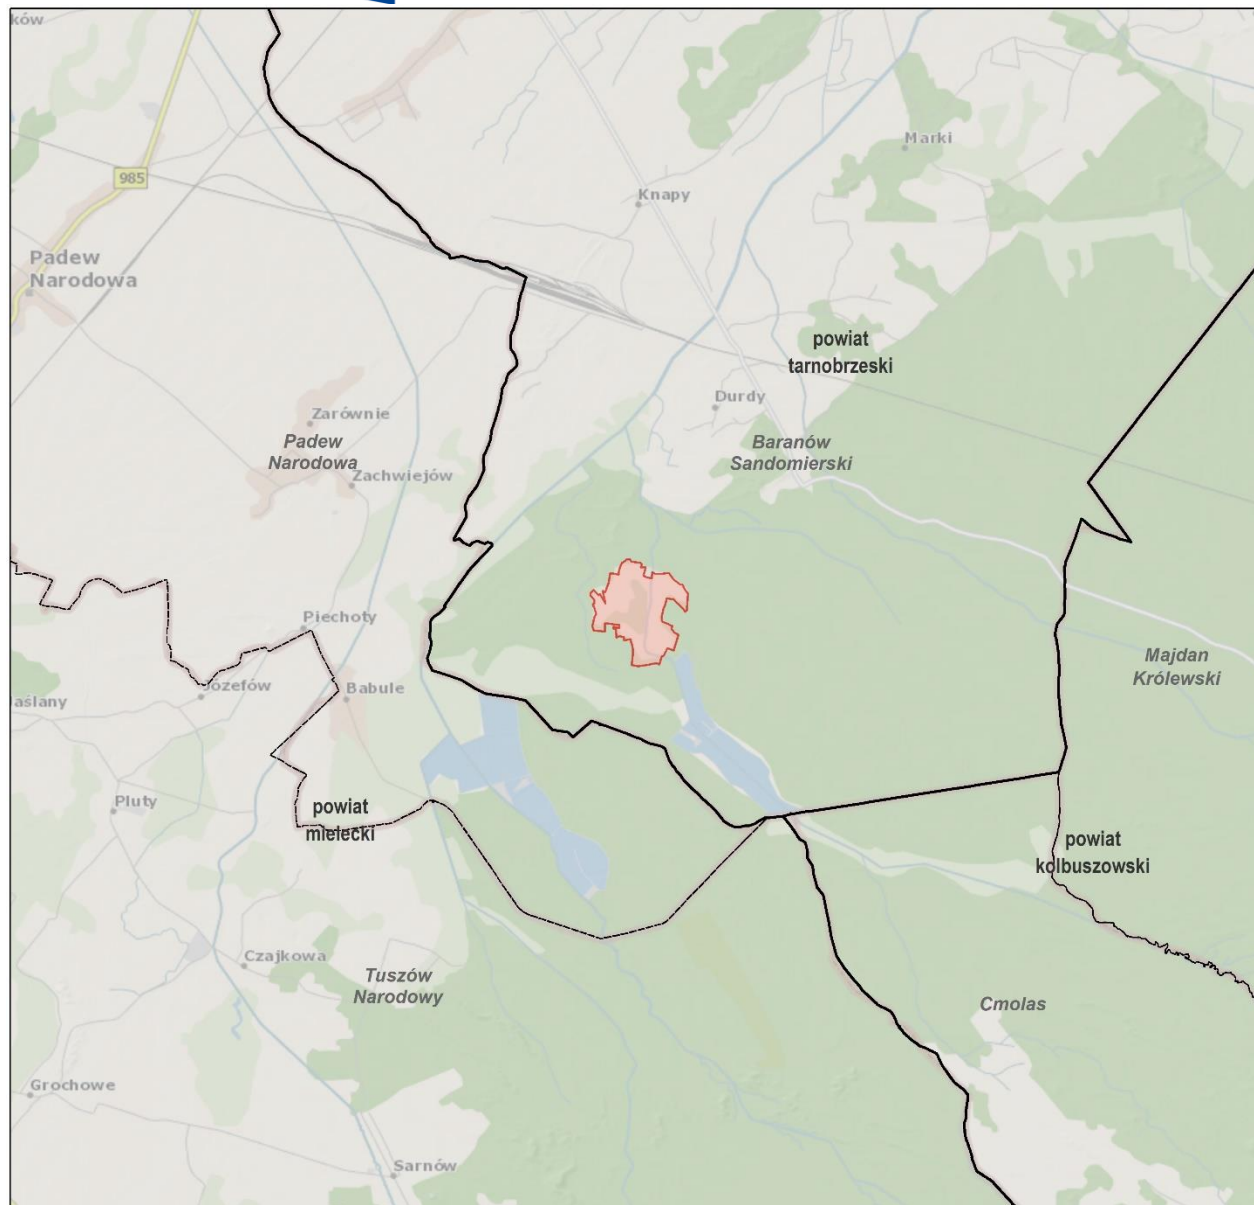 ków
Marki
985
Knapy
Padew
Narodowa
powiat
tarnobrzeski
Durdy
Zarównie
Padew
Narodowa
Baranów
Sandomierski
Zachwiejów
Piechoty
Majdan
Królewski
Józefów
Babule
Jaślany
Pluty
powiat
mielecki
powiat
kolbuszowski
Czajkowa
Tuszów
Narodowy
Cmolas
Grochowe
Sarnów